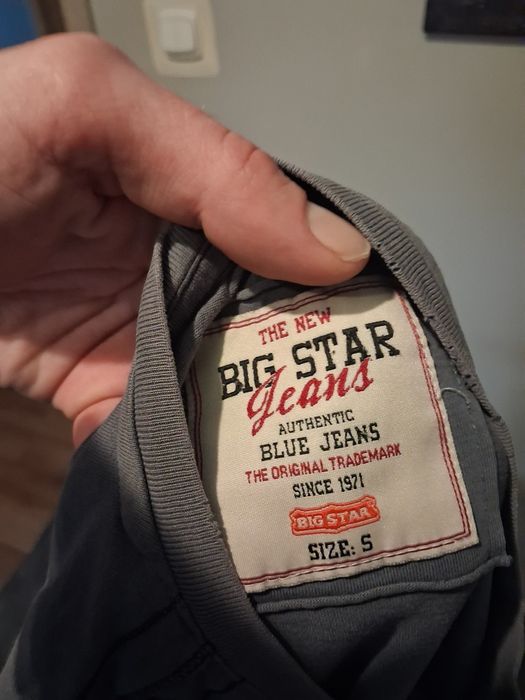 THE NEW
BIG STAR
Jeans
AUTHENTIC
BLUE JEANS
THE ORIGINAL TRADEMARK
SINCE 1971
BIG STAR
SIZE: S